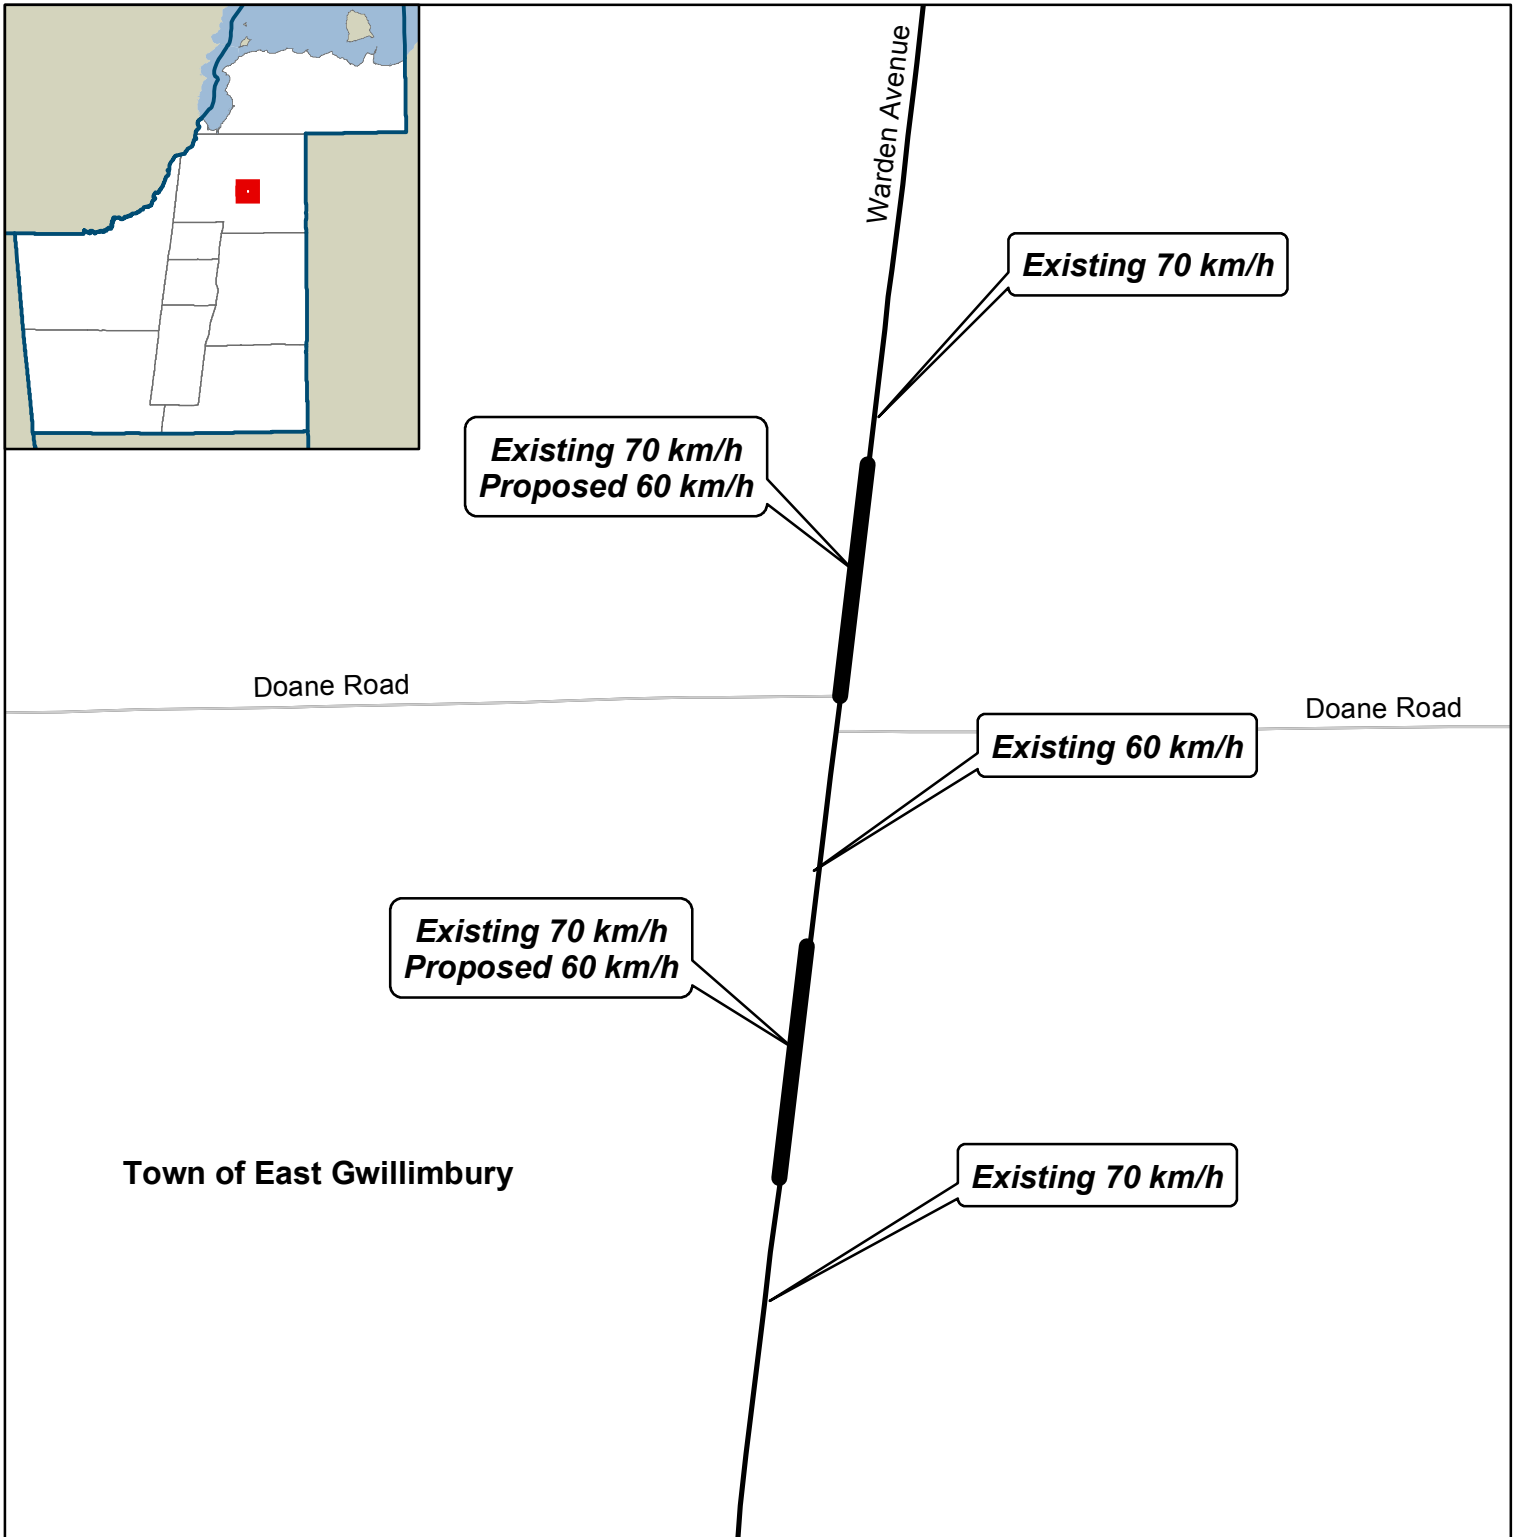 Warden Avenue
Existing 70 km/h
Existing 70 km/h
Proposed 60 km/h
Doane Road
Doane Road
Existing 60 km/h
Existing 70 km/h
Proposed 60 km/h
Town of East Gwillimbury
Existing 70 km/h